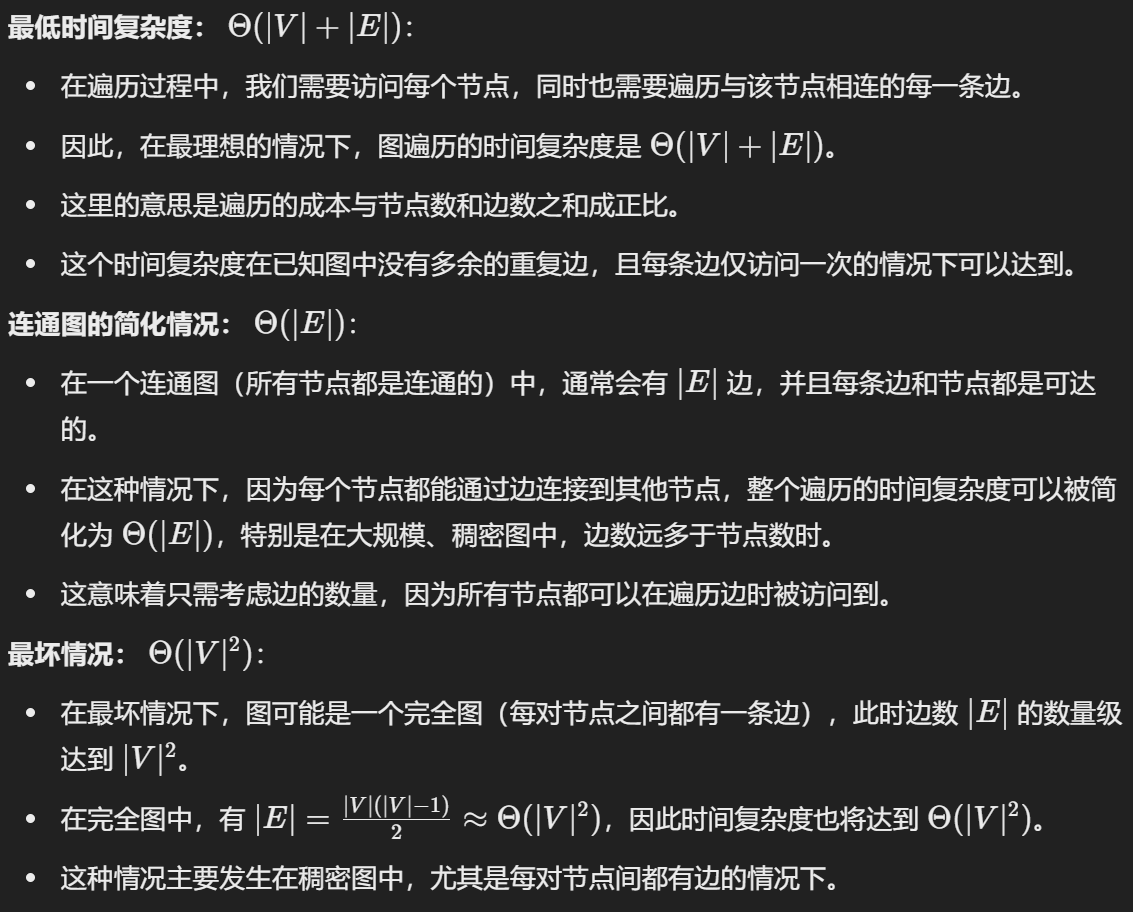 最低时间复杂度： Θ(|V| + |E|):
• 在遍历过程中，我们需要访问每个节点，同时也需要遍历与该节点相连的每一条边。
• 因此，在最理想的情况下，图遍历的时间复杂度是 Θ(|V| + |E|)。
• 这里的意思是遍历的成本与节点数和边数之和成正比。
• 这个时间复杂度在已知图中没有多余的重复边，且每条边仅访问一次的情况下可以达到。
连通图的简化情况： Θ(|E|):
• 在一个连通图（所有节点都是连通的）中，通常会有 |E| 边，并且每条边和节点都是可达
的。
• 在这种情况下，因为每个节点都能通过边连接到其他节点，整个遍历的时间复杂度可以被简
化为 Θ(|E|)，特别是在大规模、稠密图中，边数远多于节点数时。
• 这意味着只需考虑边的数量，因为所有节点都可以在遍历边时被访问到。
最坏情况： Θ(|V|²):
• 在最坏情况下，图可能是一个完全图（每对节点之间都有一条边），此时边数 |E| 的数量级
达到 |V|²。
• 在完全图中，有 |E| = |V|(|V|−1)/2 ≈ Θ(|V|²)，因此时间复杂度也将达到 Θ(|V|²)。
• 这种情况主要发生在稠密图中，尤其是每对节点间都有边的情况下。